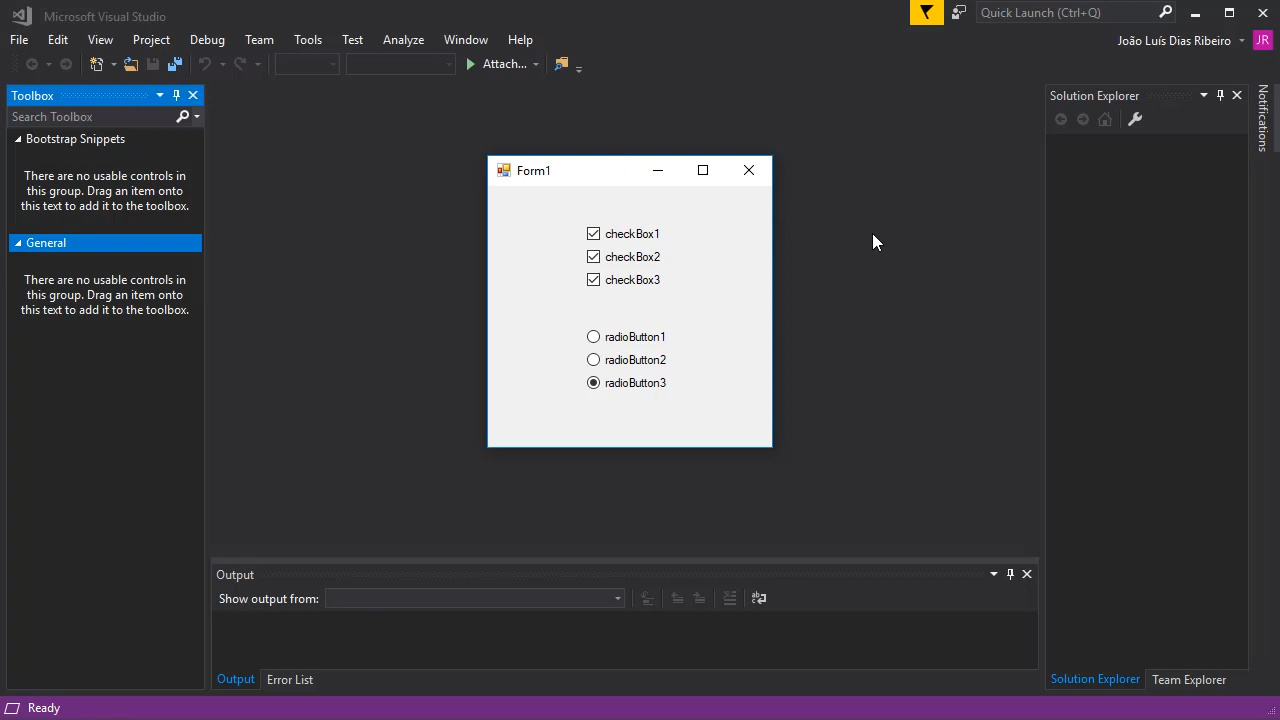 Microsoft Visual Studio
Quick Launch (Ctrl+Q)
File Edit View Project Debug Team Tools Test Analyze Window Help
João Luís Dias Ribeiro JR
Attach...
Toolbox
Search Toolbox
Bootstrap Snippets
There are no usable controls in
this group. Drag an item onto
this text to add it to the toolbox.
General
There are no usable controls in
this group. Drag an item onto
this text to add it to the toolbox.
Form1
checkBox1
checkBox2
checkBox3
radioButton1
radioButton2
radioButton3
Solution Explorer
Notifications
Output
Show output from:
Output Error List
Solution Explorer Team Explorer
Ready